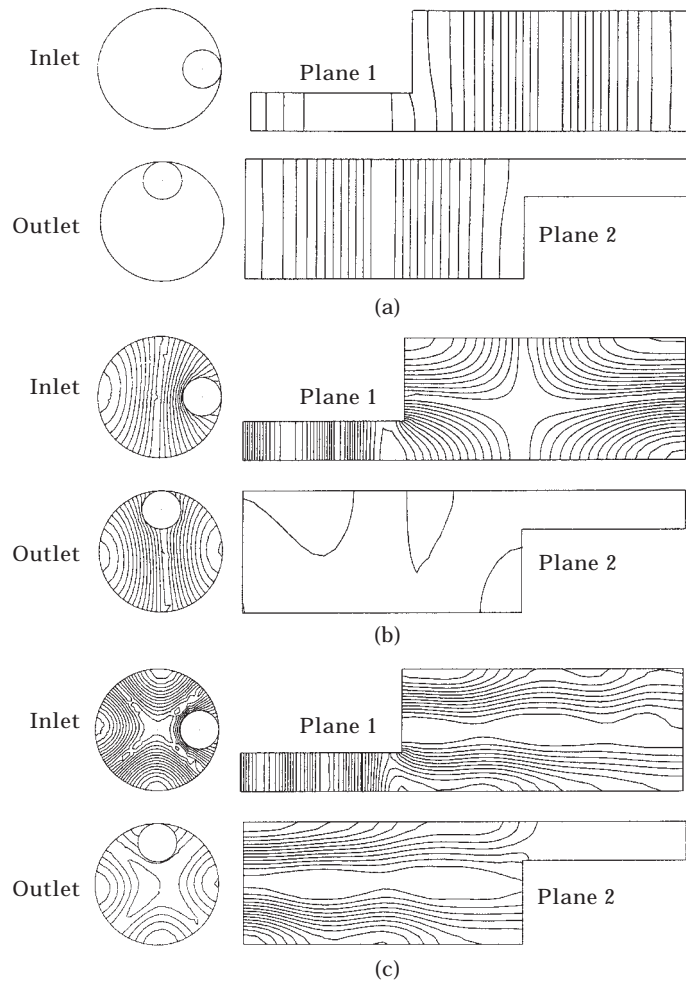 Inlet
Plane 1
Outlet
Plane 2
(a)
Inlet
Plane 1
Outlet
Plane 2
(b)
Inlet
Plane 1
Outlet
Plane 2
(c)